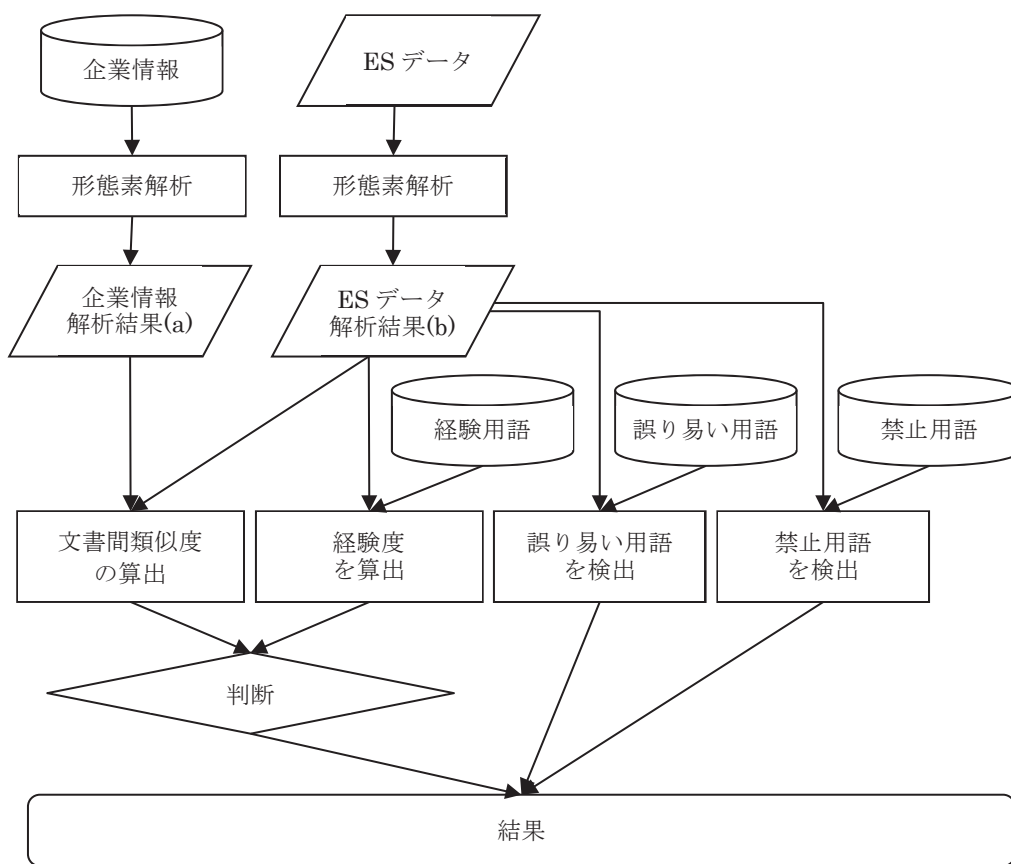 企業情報
ES データ
形態素解析
形態素解析
企業情報
解析結果(a)
ES データ
解析結果(b)
経験用語
誤り易い用語
禁止用語
文書間類似度
の算出
経験度
を算出
誤り易い用語
を検出
禁止用語
を検出
判断
結果